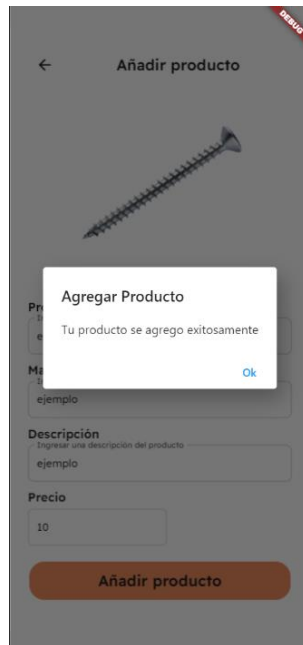 DEBUG
Añadir producto
Agregar Producto
Tu producto se agrego exitosamente
Ok
ejemplo
Descripción
Ingresar una descripción del producto
ejemplo
Precio
10
Añadir producto